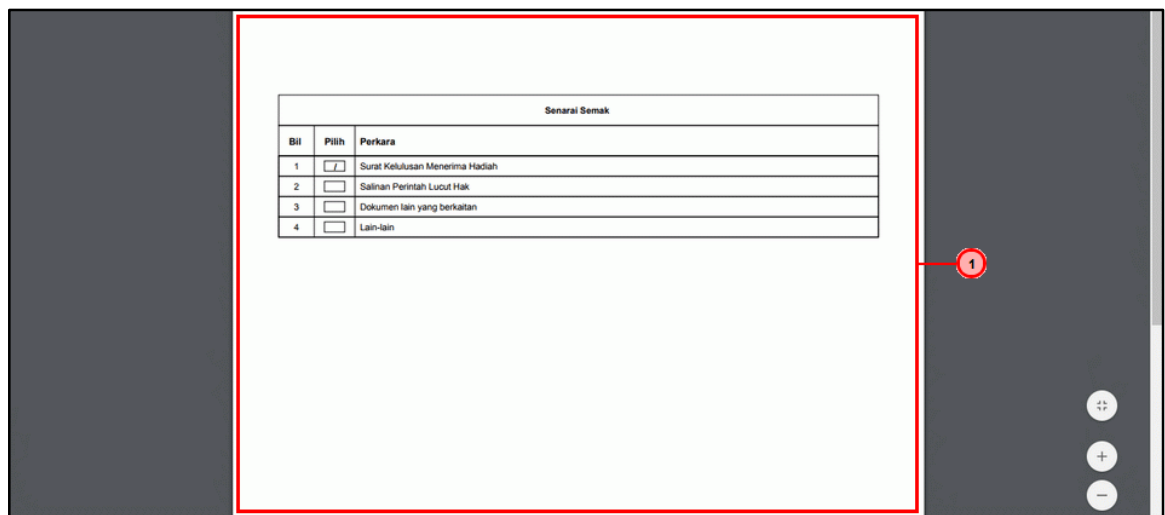 Senarai Semak
Bil Pilih Perkara
1 / Surat Kelulusan Menerima Hadiah
2 Salinan Perintah Lucut Hak
3 Dokumen lain yang berkaitan
4 Lain-lain
1